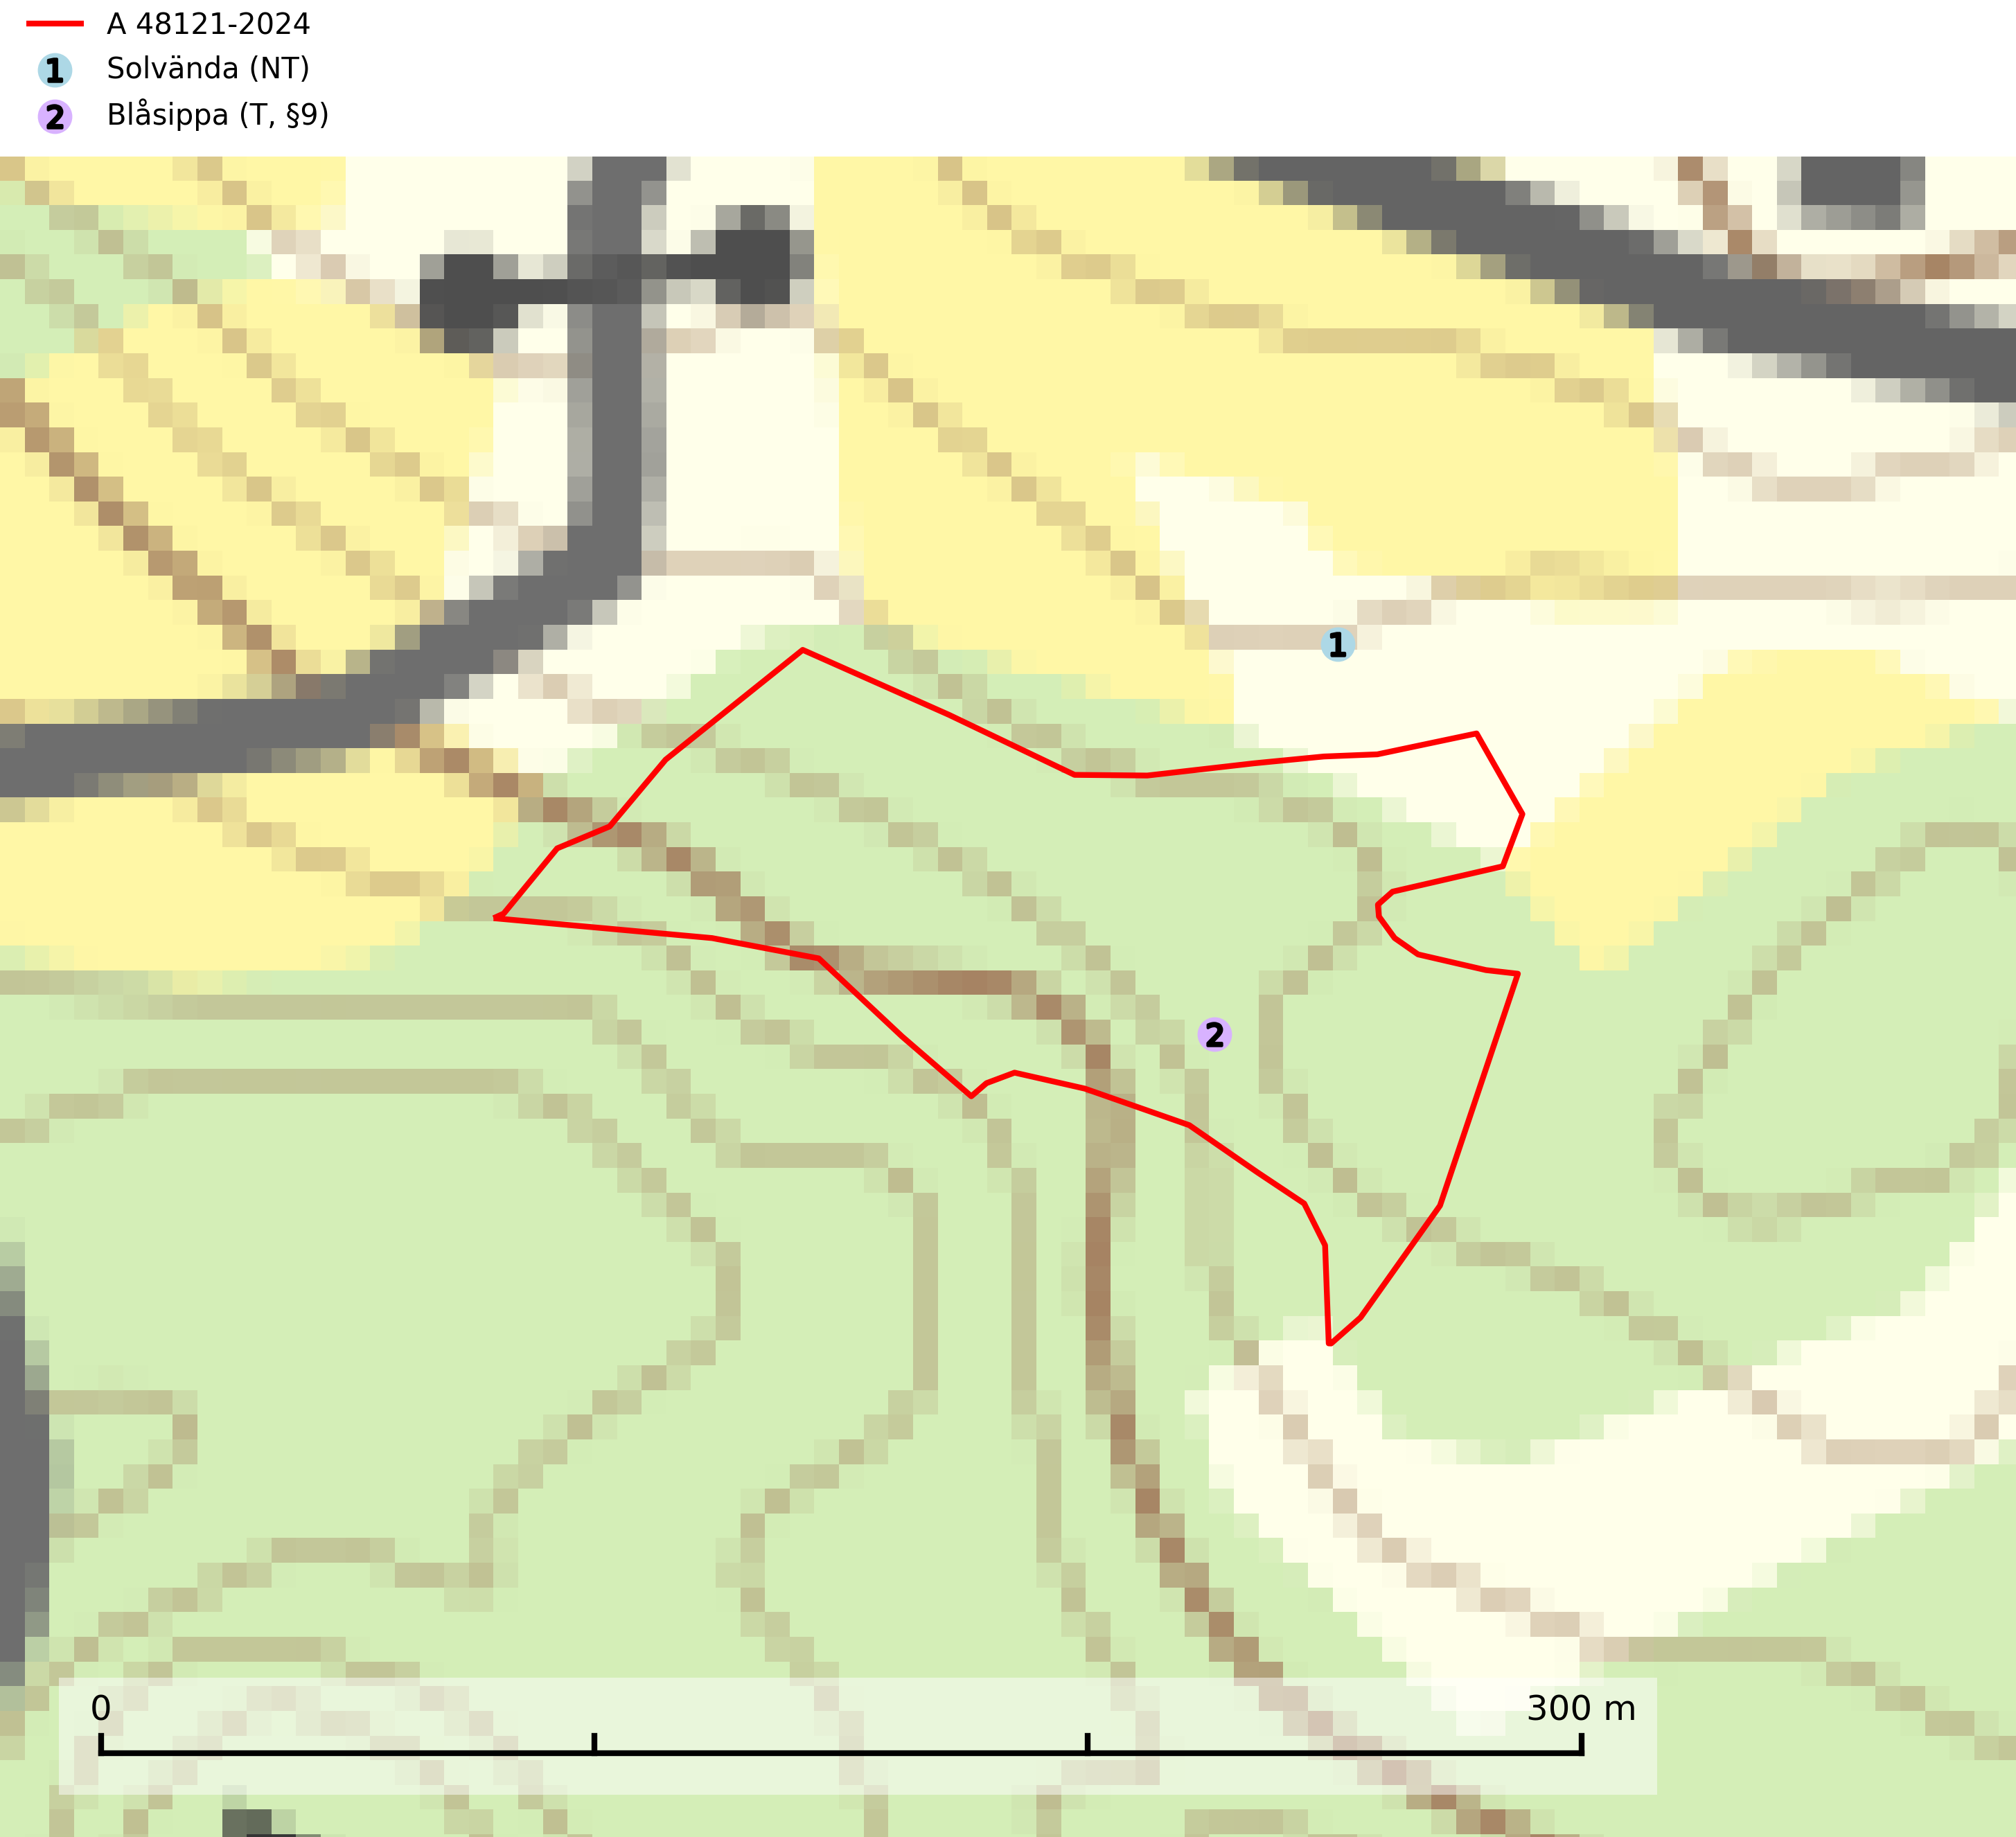 A 48121-2024
1 Solvända (NT)
2 Blåsippa (T, §9)
1
2
0 300 m